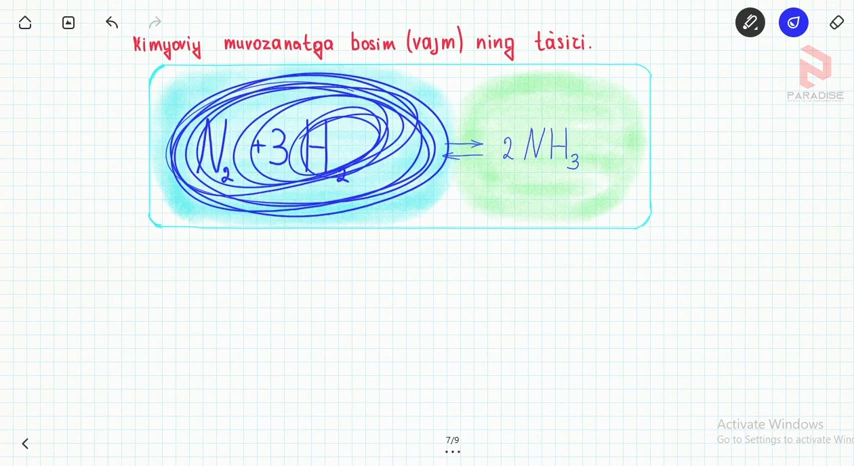 Kimyoviy muvozanatga bosim (vajm) ning tàsiri.
PARADISE
N₂ + 3H₂ ⇄ 2NH₃
7/9
Activate Windows
Go to Settings to activate Win